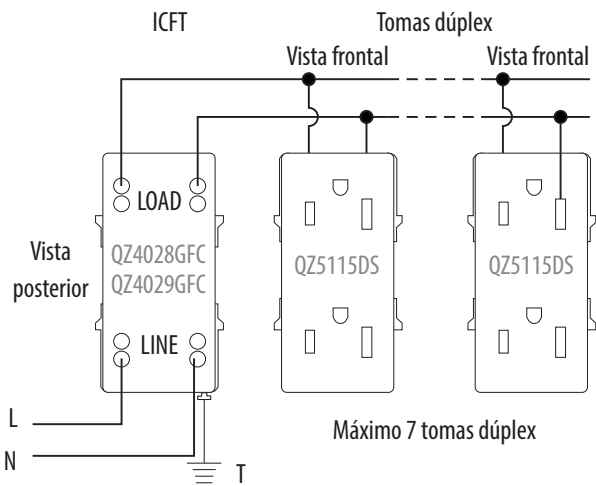 ICFT
Tomas dúplex
Vista frontal
Vista frontal
LOAD
Vista
posterior
QZ4028GFC
QZ4029GFC
QZ5115DS
QZ5115DS
LINE
L
N
T
Máximo 7 tomas dúplex